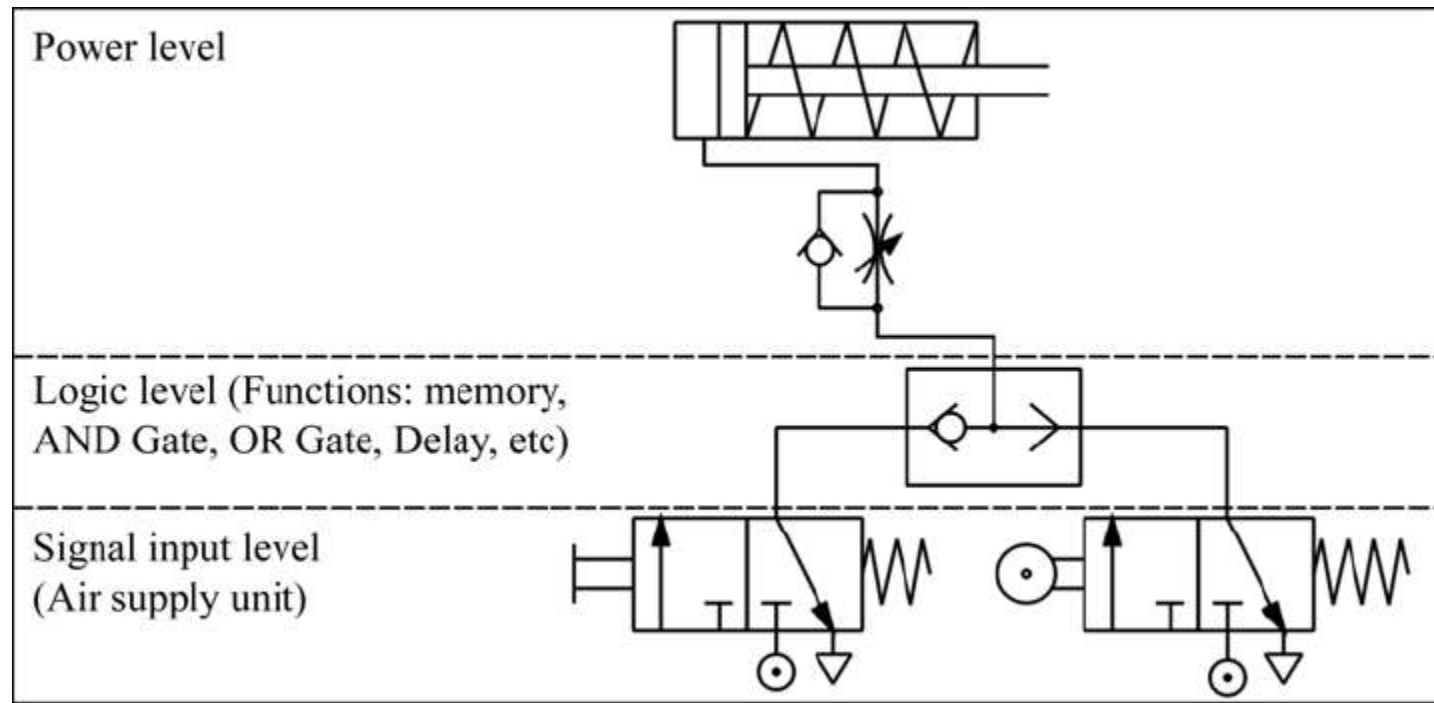 Power level
Logic level (Functions: memory,
AND Gate, OR Gate, Delay, etc)
Signal input level
(Air supply unit)